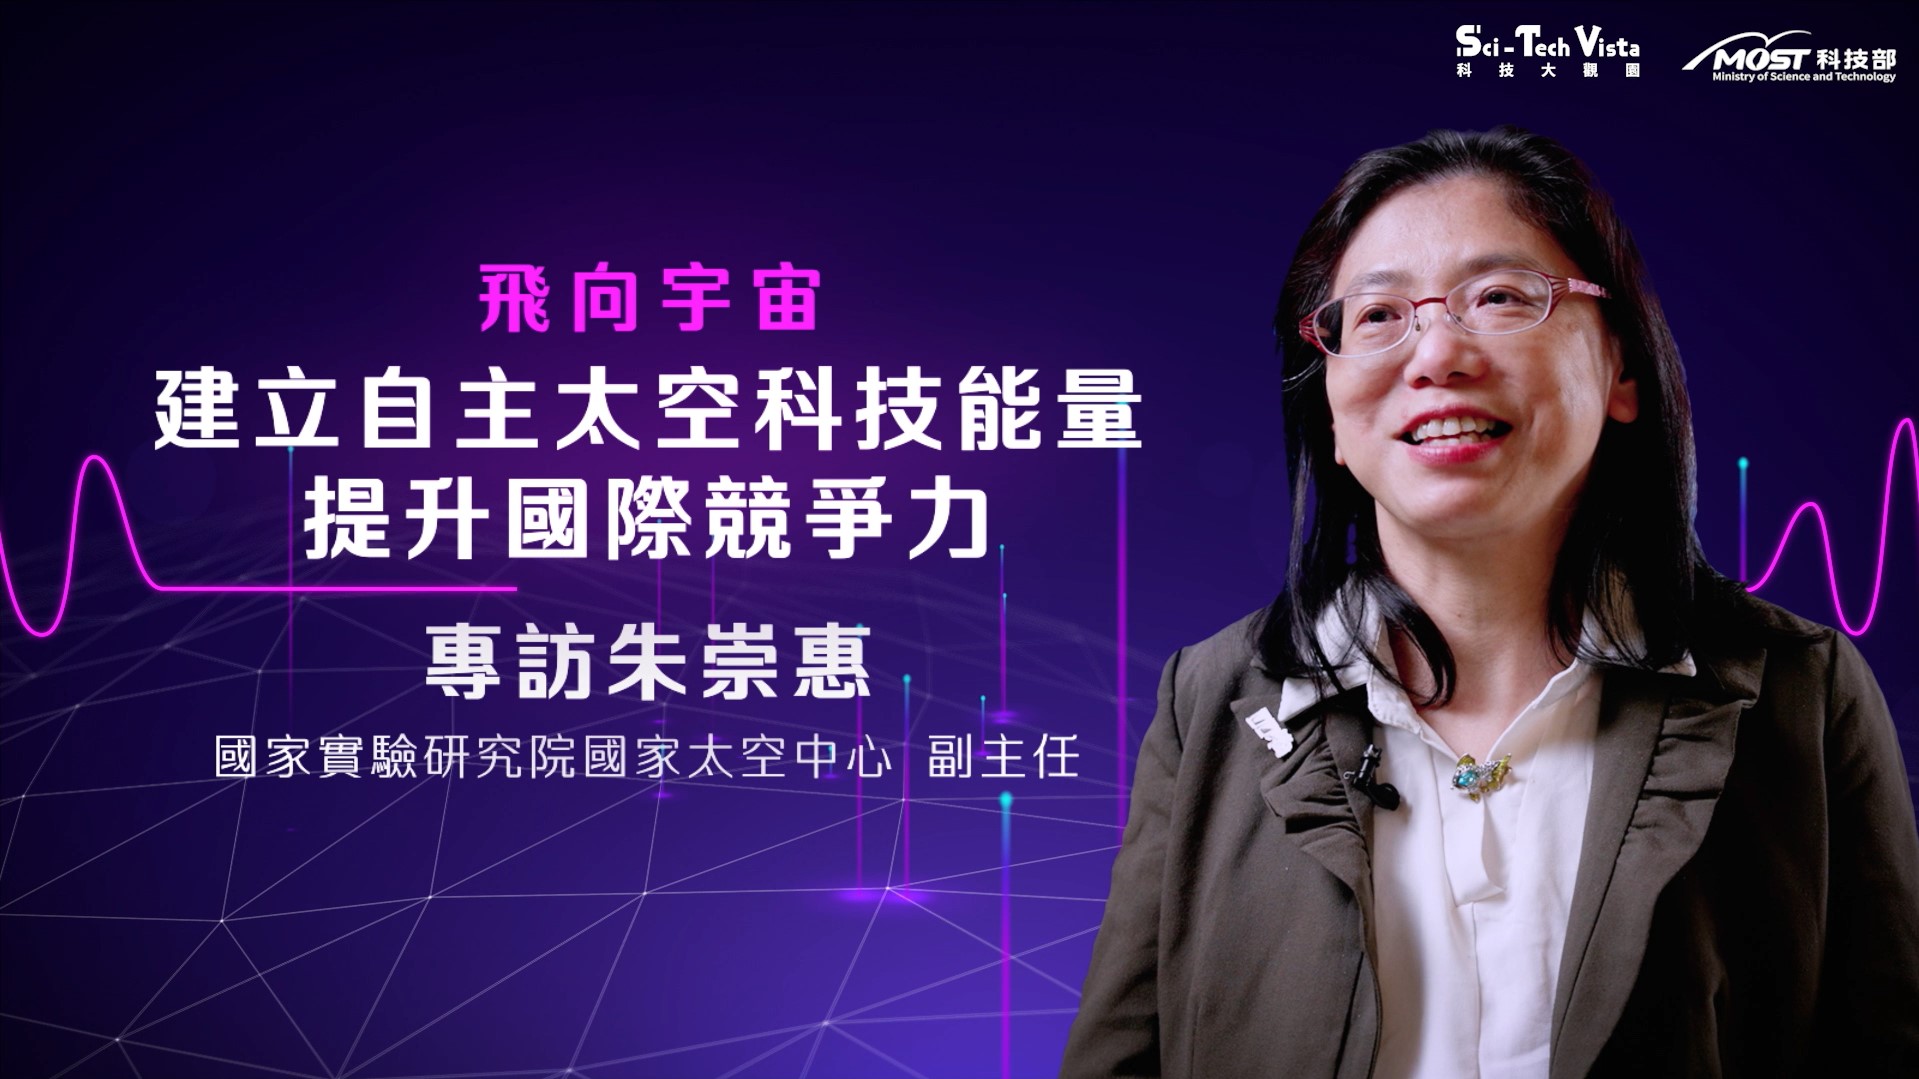 Sci-Tech Vista
科技大觀園
MOST 科技部
Ministry of Science and Technology
飛向宇宙
建立自主太空科技能量
提升國際競爭力
專訪朱崇惠
國家實驗研究院國家太空中心 副主任